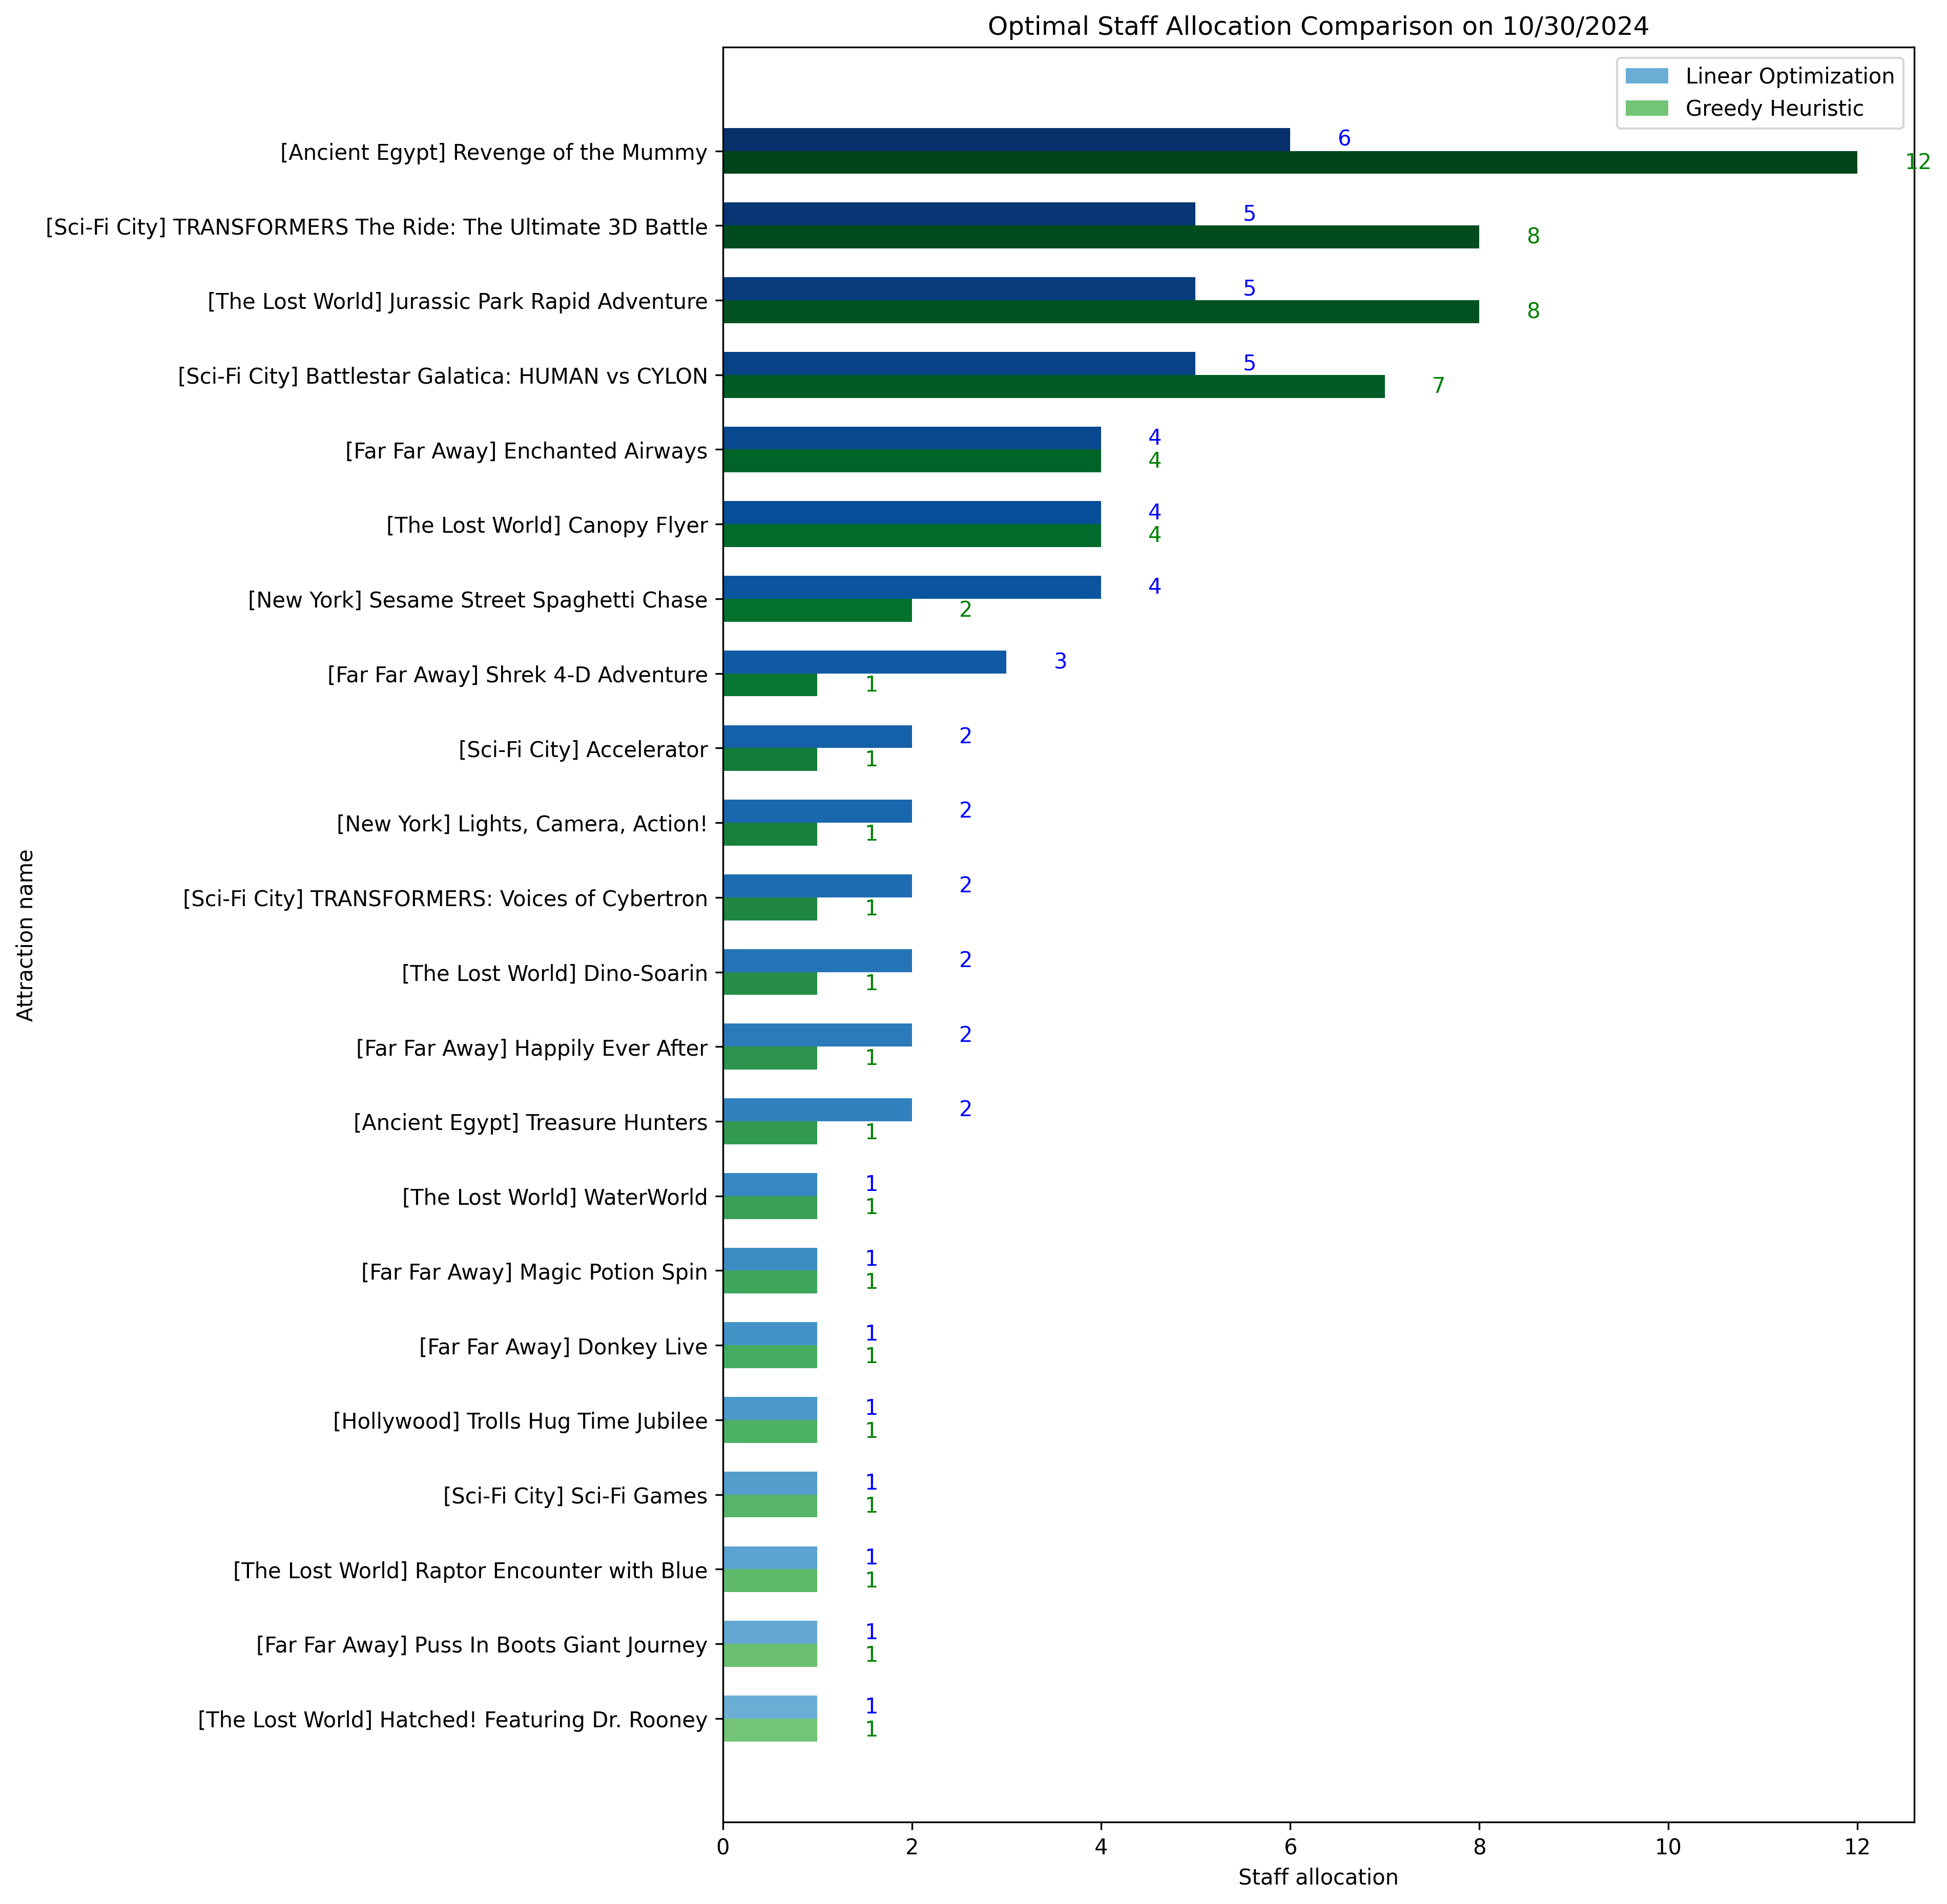 Optimal Staff Allocation Comparison on 10/30/2024
Linear Optimization
Greedy Heuristic
[Ancient Egypt] Revenge of the Mummy
6
12
[Sci-Fi City] TRANSFORMERS The Ride: The Ultimate 3D Battle
5
8
[The Lost World] Jurassic Park Rapid Adventure
5
8
[Sci-Fi City] Battlestar Galatica: HUMAN vs CYLON
5
7
[Far Far Away] Enchanted Airways
4
4
[The Lost World] Canopy Flyer
4
4
[New York] Sesame Street Spaghetti Chase
4
2
[Far Far Away] Shrek 4-D Adventure
3
1
[Sci-Fi City] Accelerator
2
1
[New York] Lights, Camera, Action!
2
1
[Sci-Fi City] TRANSFORMERS: Voices of Cybertron
2
1
[The Lost World] Dino-Soarin
2
1
[Far Far Away] Happily Ever After
2
1
[Ancient Egypt] Treasure Hunters
2
1
[The Lost World] WaterWorld
1
1
[Far Far Away] Magic Potion Spin
1
1
[Far Far Away] Donkey Live
1
1
[Hollywood] Trolls Hug Time Jubilee
1
1
[Sci-Fi City] Sci-Fi Games
1
1
[The Lost World] Raptor Encounter with Blue
1
1
[Far Far Away] Puss In Boots Giant Journey
1
1
[The Lost World] Hatched! Featuring Dr. Rooney
1
1
Attraction name
0 2 4 6 8 10 12
Staff allocation